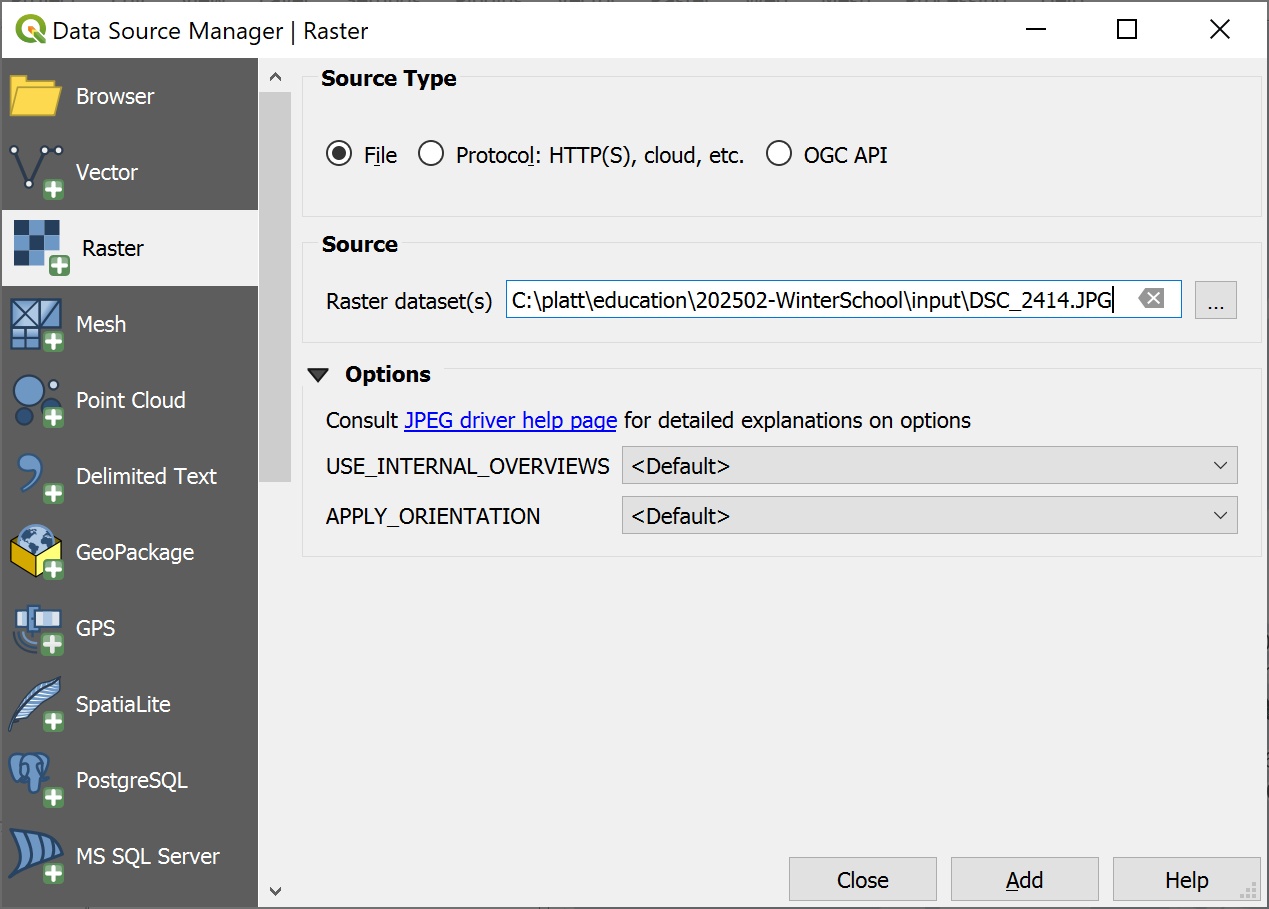 Data Source Manager | Raster
Browser
Vector
Raster
Mesh
Point Cloud
Delimited Text
GeoPackage
GPS
SpatiaLite
PostgreSQL
MS SQL Server
Source Type
File
Protocol: HTTP(S), cloud, etc.
OGC API
Source
Raster dataset(s)
C:\platt\education\202502-WinterSchool\input\DSC_2414.JPG
...
Options
Consult JPEG driver help page for detailed explanations on options
USE_INTERNAL_OVERVIEWS
<Default>
APPLY_ORIENTATION
<Default>
Close
Add
Help